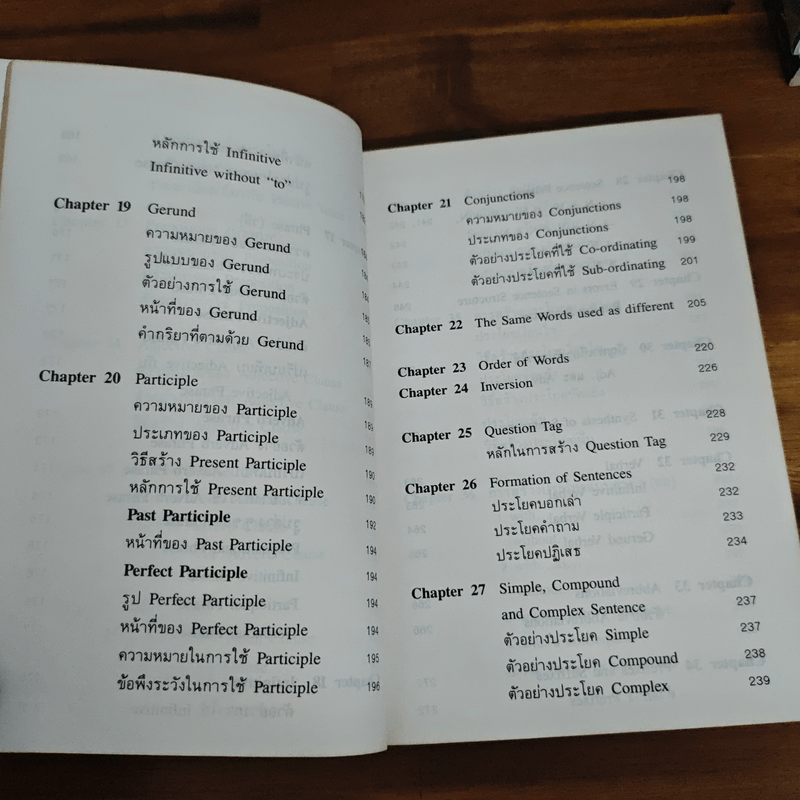 หลักการใช้ Infinitive
Infinitive without “to”
Chapter 19 Gerund
ความหมายของ Gerund
รูปแบบของ Gerund
ตัวอย่างการใช้ Gerund
หน้าที่ของ Gerund
คำกริยาที่ตามด้วย Gerund 187
Chapter 20 Participle
ความหมายของ Participle 189
ประเภทของ Participle 189
วิธีสร้าง Present Participle 190
หลักการใช้ Present Participle 190
Past Participle 192
หน้าที่ของ Past Participle 194
Perfect Participle 194
รูป Perfect Participle 194
หน้าที่ของ Perfect Participle 194
ความหมายในการใช้ Participle 195
ข้อพึงระวังในการใช้ Participle 196
Chapter 21 Conjunctions 198
ความหมายของ Conjunctions 198
ประเภทของ Conjunctions 198
ตัวอย่างประโยคที่ใช้ Co-ordinating 199
ตัวอย่างประโยคที่ใช้ Sub-ordinating 201
Chapter 22 The Same Words used as different 205
Chapter 23 Order of Words 220
Chapter 24 Inversion 226
Chapter 25 Question Tag 228
หลักในการสร้าง Question Tag 229
Chapter 26 Formation of Sentences 232
ประโยคบอกเล่า 232
ประโยคคำถาม 233
ประโยคปฏิเสธ 234
Chapter 27 Simple, Compound
and Complex Sentence 237
ตัวอย่างประโยค Simple 237
ตัวอย่างประโยค Compound 238
ตัวอย่างประโยค Complex 239